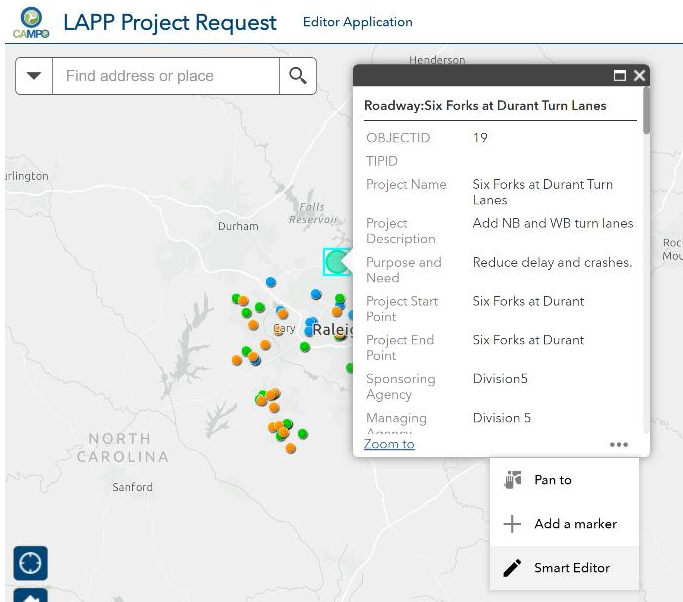 CAMPO
LAPP Project Request
Editor Application
Find address or place
Henderson
Roadway:Six Forks at Durant Turn Lanes
OBJECTID 19
TIPID
Project Name Six Forks at Durant Turn
Lanes
Project Add NB and WB turn lanes
Description
Purpose and Reduce delay and crashes.
Need
Project Start Six Forks at Durant
Point
Project End Six Forks at Durant
Point
Sponsoring Division5
Agency
Managing Division 5
Agency
Zoom to
Pan to
Add a marker
Smart Editor
urlington
Falls
Reservoir
Durham
Roc
Mou
Cary
Raleig
NORTH
CAROLINA
Sanford